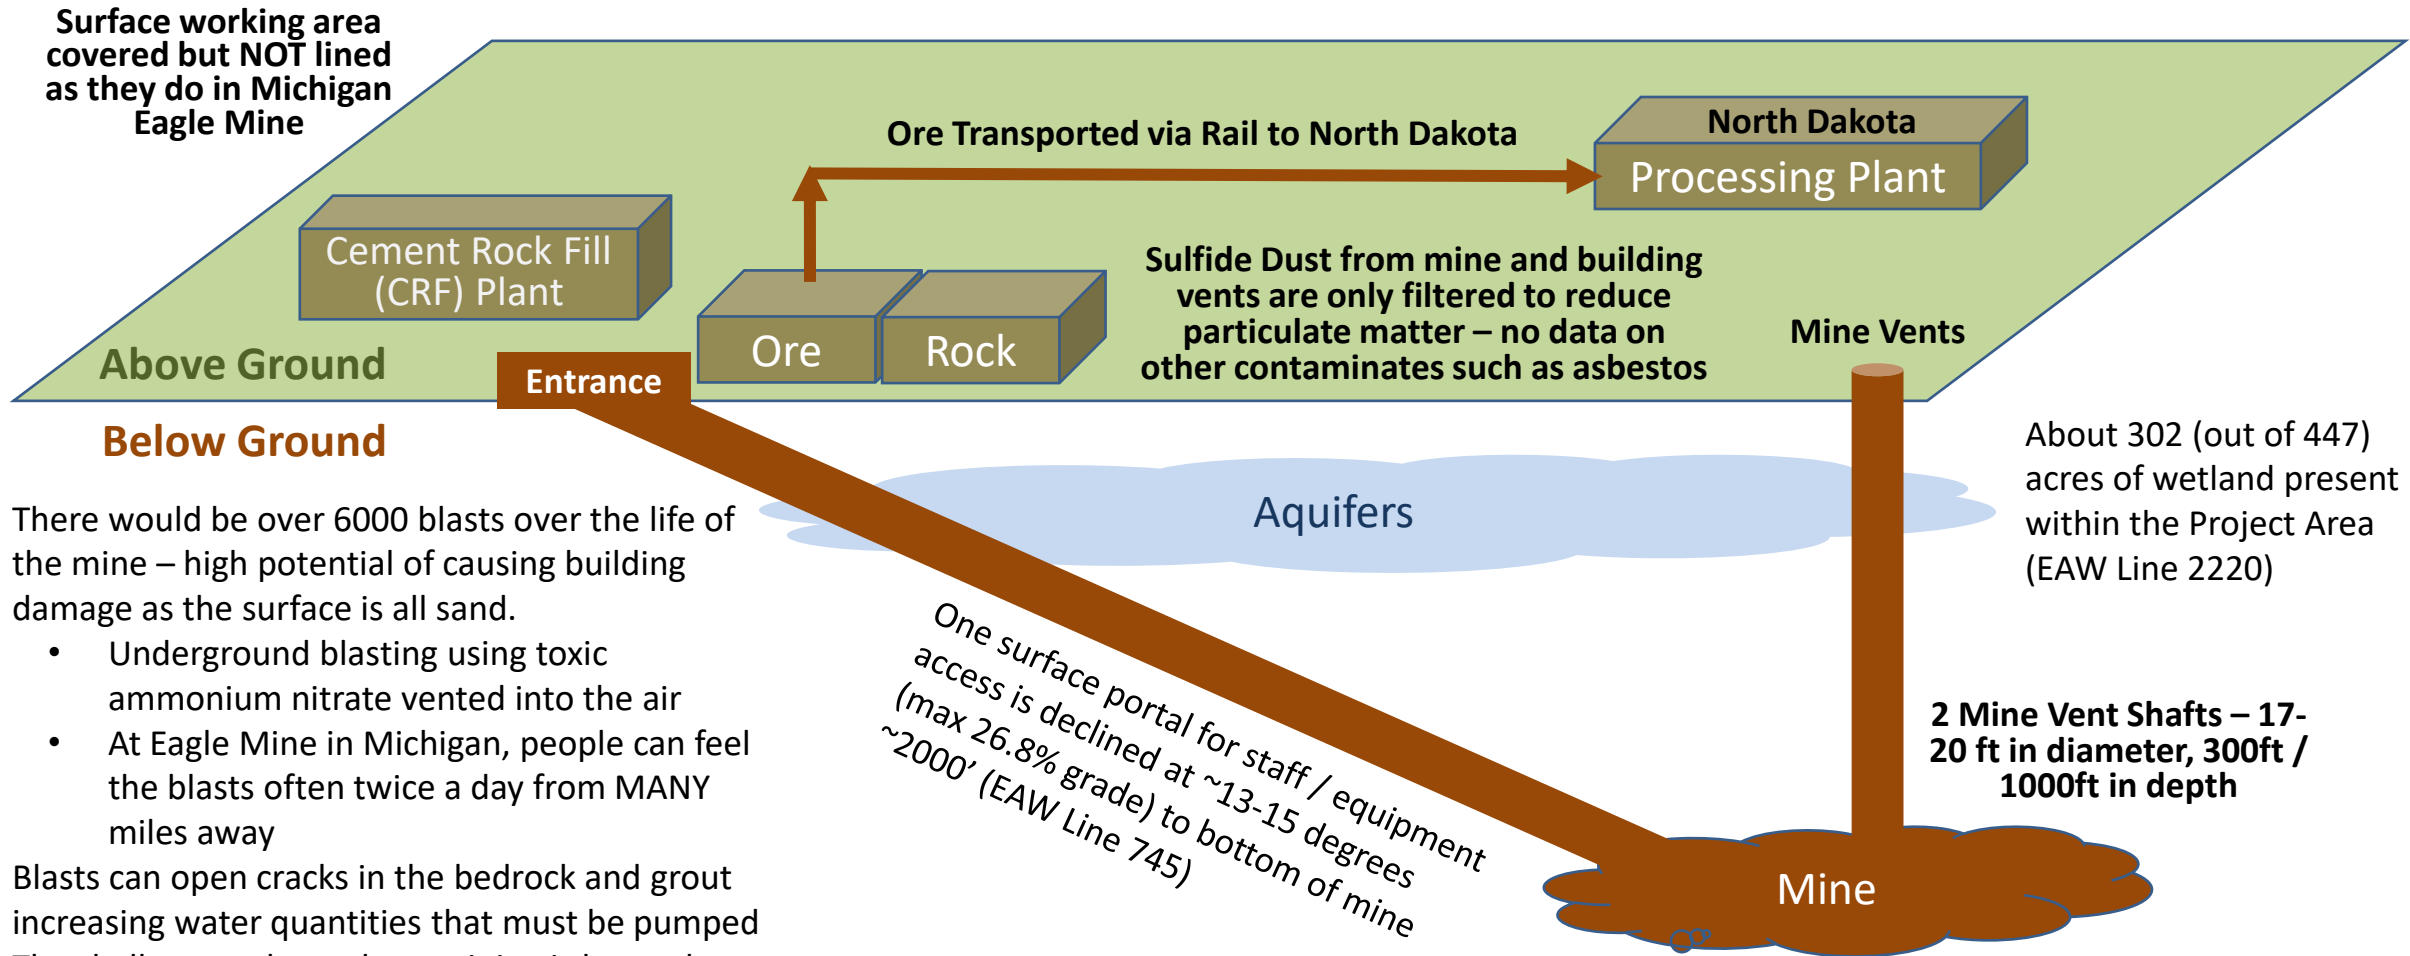 Surface working area
covered but NOT lined
as they do in Michigan
Eagle Mine
Ore Transported via Rail to North Dakota
North Dakota
Processing Plant
Cement Rock Fill
(CRF) Plant
Ore
Rock
Sulfide Dust from mine and building
vents are only filtered to reduce
particulate matter – no data on
other contaminates such as asbestos
Mine Vents
Above Ground
Entrance
Below Ground
Aquifers
About 302 (out of 447)
acres of wetland present
within the Project Area
(EAW Line 2220)
There would be over 6000 blasts over the life of
the mine – high potential of causing building
damage as the surface is all sand.
• Underground blasting using toxic
ammonium nitrate vented into the air
• At Eagle Mine in Michigan, people can feel
the blasts often twice a day from MANY
miles away
Blasts can open cracks in the bedrock and grout
increasing water quantities that must be pumped
One surface portal for staff / equipment
access is declined at ~13-15 degrees
(max 26.8% grade) to bottom of mine
~2000’ (EAW Line 745)
2 Mine Vent Shafts – 17-
20 ft in diameter, 300ft /
1000ft in depth
Mine